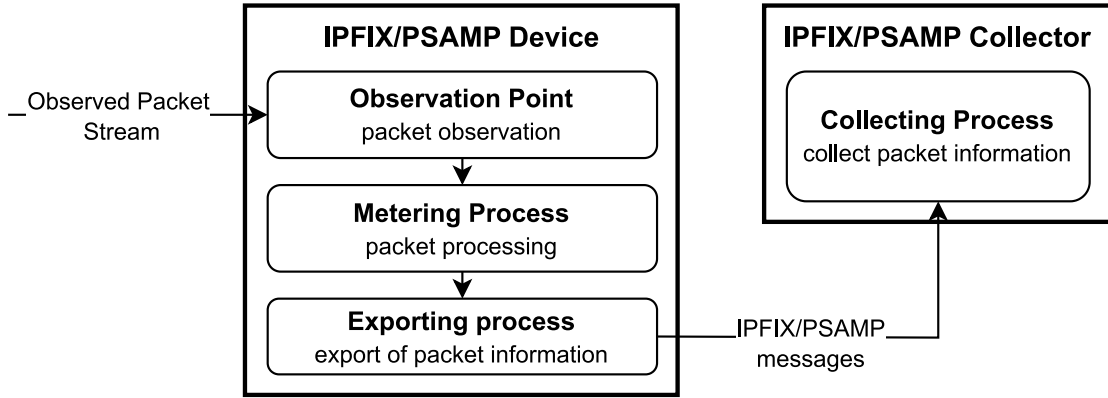 IPFIX/PSAMP Device
Observed Packet
Stream
Observation Point
packet observation
Metering Process
packet processing
Exporting process
export of packet information
IPFIX/PSAMP
messages
IPFIX/PSAMP Collector
Collecting Process
collect packet information